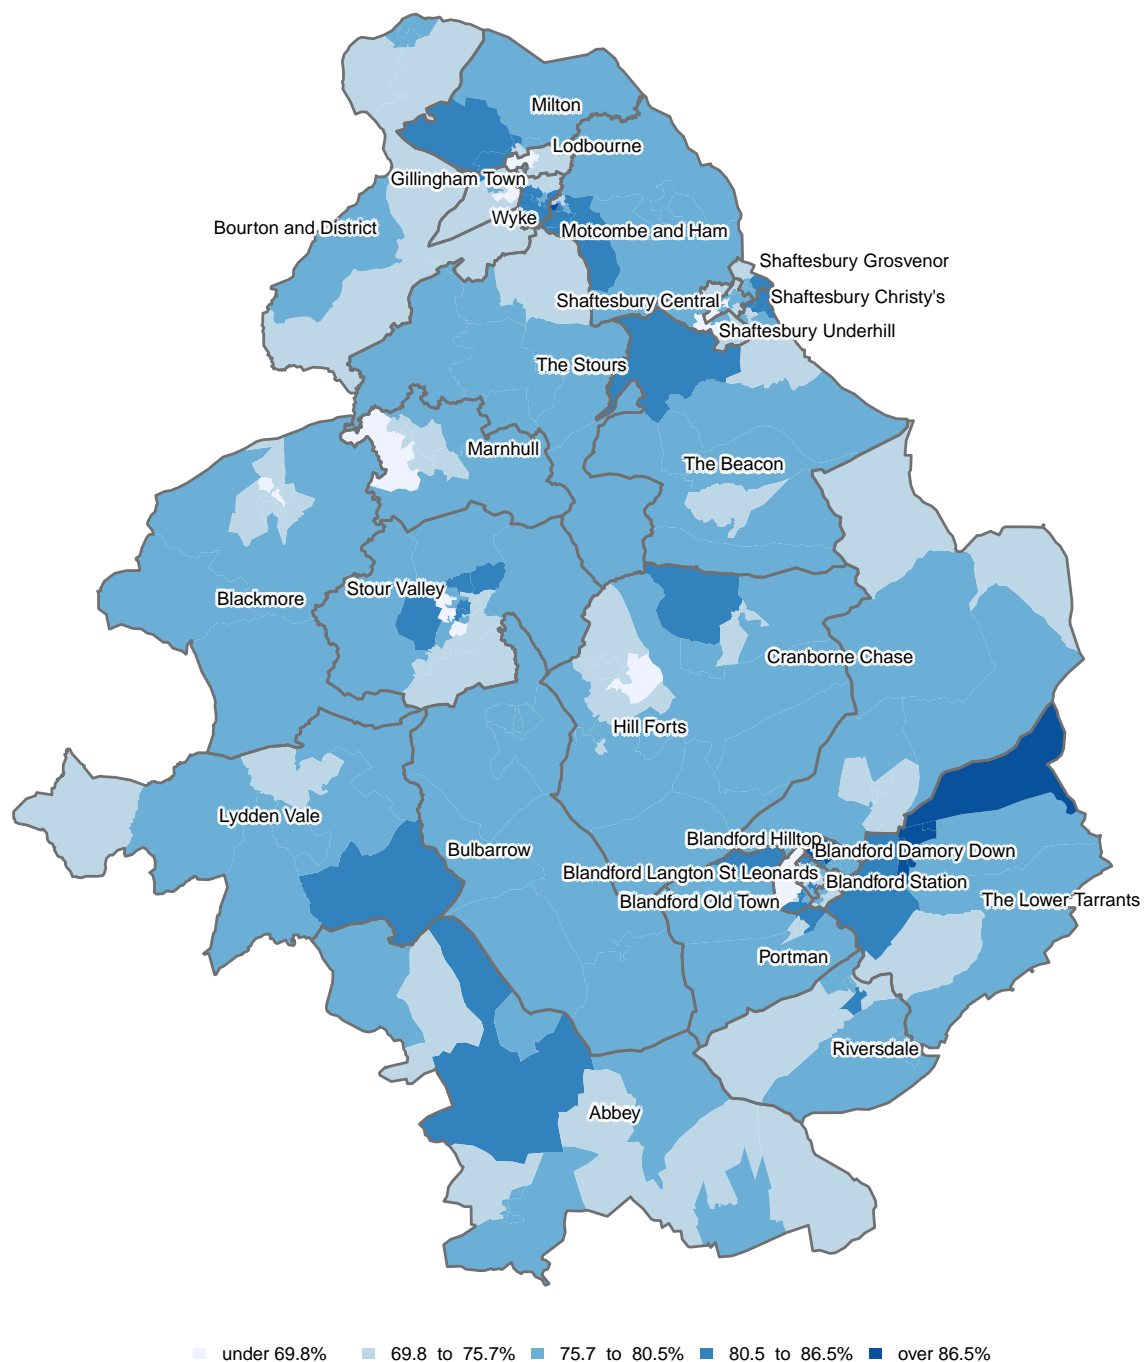 Milton
Lodbourne
Gillingham Town
Wyke
Bourton and District
Motcombe and Ham
Shaftesbury Grosvenor
Shaftesbury Central
Shaftesbury Christy's
Shaftesbury Underhill
The Stours
Marnhull
The Beacon
Stour Valley
Blackmore
Cranborne Chase
Hill Forts
Lydden Vale
Bulbarrow
Blandford Hilltop
Blandford Damory Down
Blandford Langton St Leonards
Blandford Station
Blandford Old Town
The Lower Tarrants
Portman
Riversdale
Abbey
under 69.8% 69.8 to 75.7% 75.7 to 80.5% 80.5 to 86.5% over 86.5%